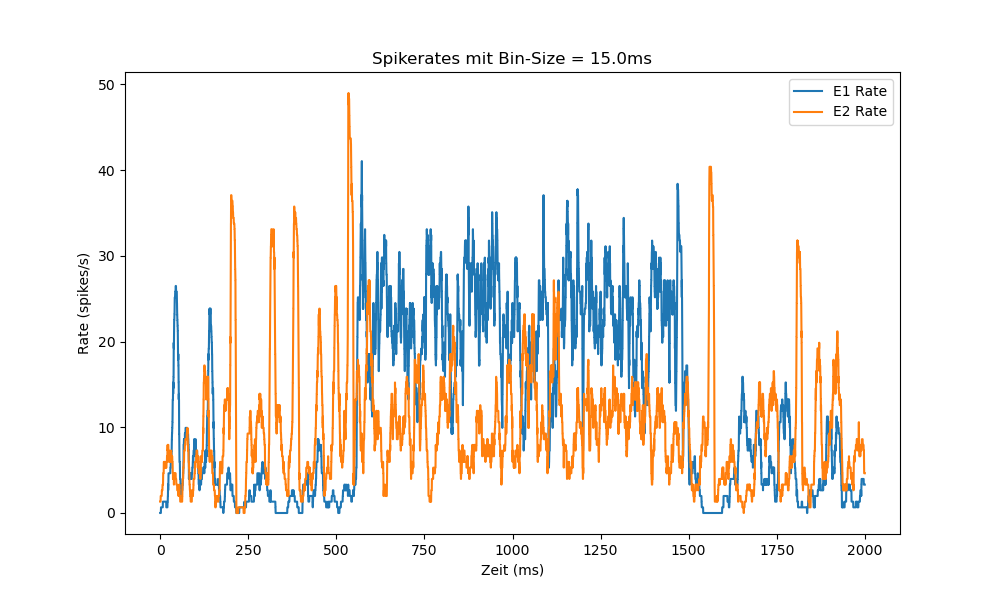 Spikerates mit Bin-Size = 15.0ms
E1 Rate
E2 Rate
50
40
30
20
10
0
Rate (spikes/s)
0 250 500 750 1000 1250 1500 1750 2000
Zeit (ms)